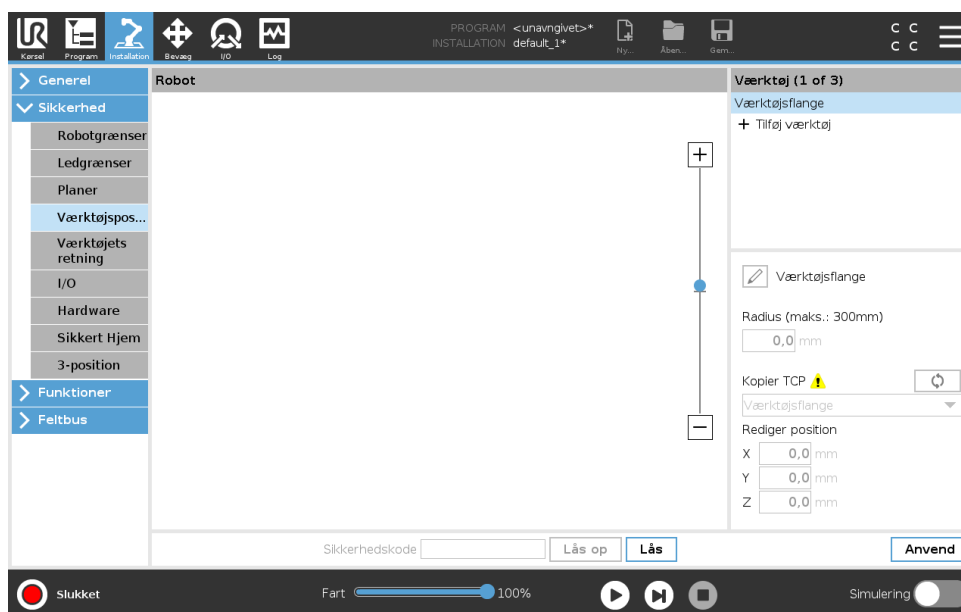 UR
Kørsel
Program
Installation
Bevæg
I/O
Log
PROGRAM <unavngivet>*
INSTALLATION default_1*
Ny...
Åben...
Gem...
C C
C C
Generel
Sikkerhed
Robotgrænser
Ledgrænser
Planer
Værktøjspos...
Værktøjets
retning
I/O
Hardware
Sikkert Hjem
3-position
Funktioner
Feltbus
Robot
Værktøj (1 of 3)
Værktøjsflange
+ Tilføj værktøj
Værktøjsflange
Radius (maks.: 300mm)
0,0 mm
Kopier TCP
Værktøjsflange
Rediger position
X 0,0 mm
Y 0,0 mm
Z 0,0 mm
Sikkerhedskode
Lås op
Lås
Anvend
Slukket
Fart
100%
Simulering